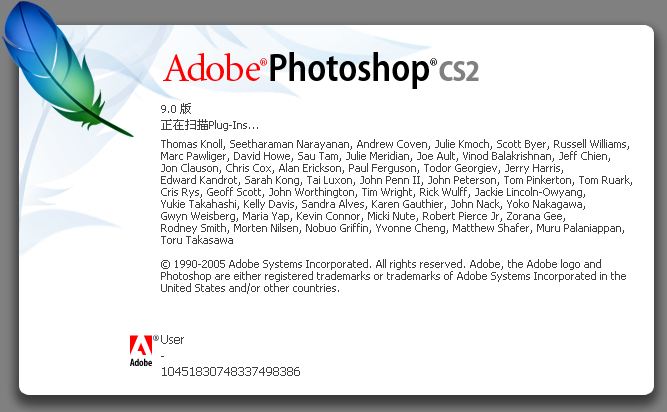 Adobe® Photoshop® CS2
9.0 版
正在扫描Plug-Ins...
Thomas Knoll, Seetharaman Narayanan, Andrew Coven, Julie Kmoch, Scott Byer, Russell Williams,
Marc Pawliger, David Howe, Sau Tam, Julie Meridian, Joe Ault, Vinod Balakrishnan, Jeff Chien,
Jon Clauson, Chris Cox, Alan Erickson, Paul Ferguson, Todor Georgiev, Jerry Harris,
Edward Kandrot, Sarah Kong, Tai Luxon, John Penn II, John Peterson, Tom Pinkerton, Tom Ruark,
Cris Rys, Geoff Scott, John Worthington, Tim Wright, Rick Wulff, Jackie Lincoln-Owyang,
Yukie Takahashi, Kelly Davis, Sandra Alves, Karen Gauthier, John Nack, Yoko Nakagawa,
Gwyn Weisberg, Maria Yap, Kevin Connor, Micki Nute, Robert Pierce Jr, Zorana Gee,
Rodney Smith, Morten Nilsen, Nobuo Griffin, Yvonne Cheng, Matthew Shafer, Muru Palaniappan,
Toru Takasawa
© 1990-2005 Adobe Systems Incorporated. All rights reserved. Adobe, the Adobe logo and
Photoshop are either registered trademarks or trademarks of Adobe Systems Incorporated in the
United States and/or other countries.
® User
Adobe -
10451830748337498386